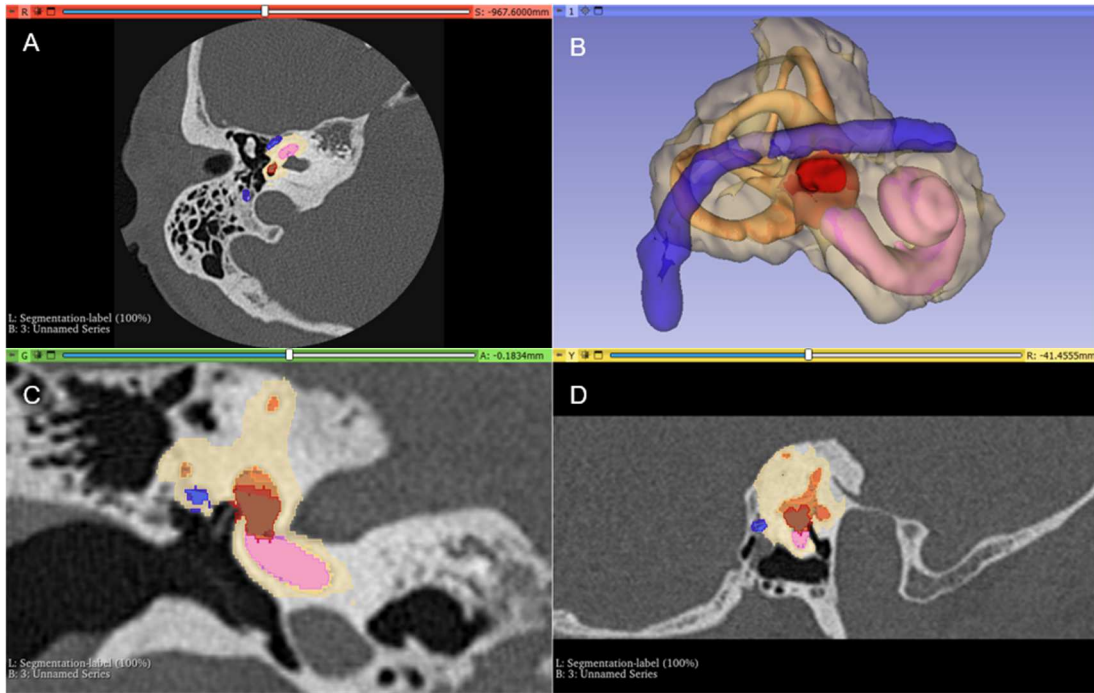 R S: -967.6000mm
1
A
B
L: Segmentation-label (100%)
B: 3: Unnamed Series
G A: -0.1834mm
Y R: -41.4555mm
C
D
L: Segmentation-label (100%)
B: 3: Unnamed Series
L: Segmentation-label (100%)
B: 3: Unnamed Series